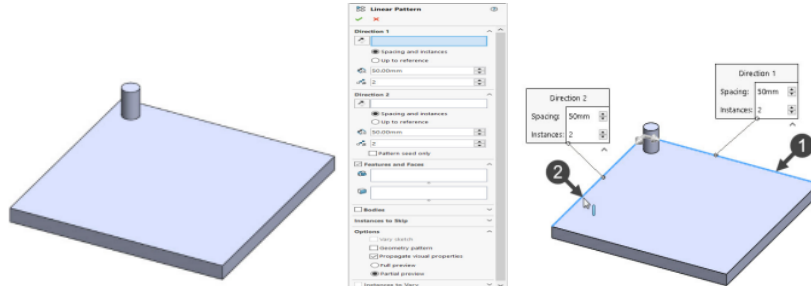 Linear Pattern
Direction 1
Spacing and instances
Up to reference
50.00mm
2
Direction 2
Spacing and instances
Up to reference
50.00mm
2
Pattern seed only
Features and Faces
Bodies
Instances to Skip
Options
Vary sketch
Geometry pattern
Propagate visual properties
Full preview
Partial preview
Instances to Vary
Direction 2
Spacing: 50mm
Instances: 2
Direction 1
Spacing: 50mm
Instances: 2
1
2